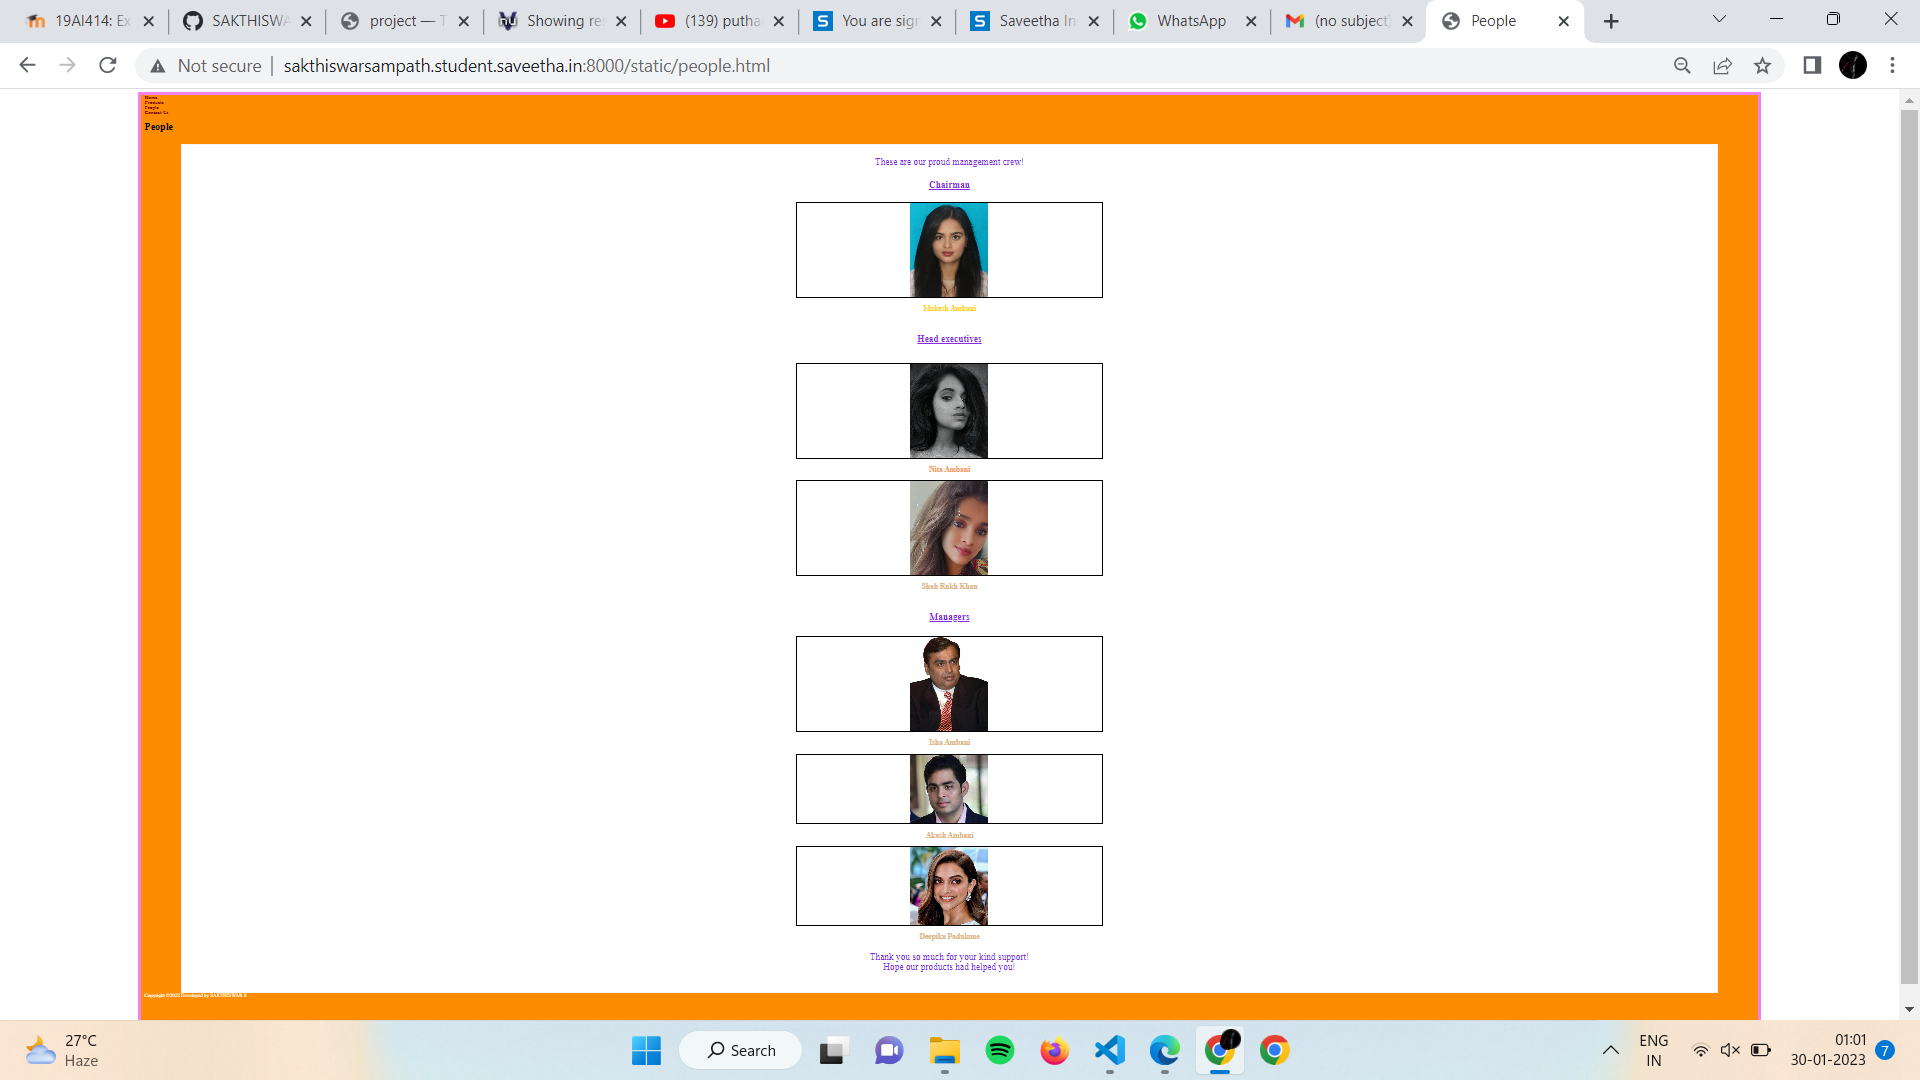 19AI414: Ex
SAKTHISWA
project — T
Showing re
(139) putha
You are sign
Saveetha In
WhatsApp
(no subject)
People
Not secure
sakthiswarsampath.student.saveetha.in:8000/static/people.html
Home
Products
People
Contact Us
People
These are our proud management crew!
Chairman
Mukesh Ambani
Head executives
Nita Ambani
Shah Rukh Khan
Managers
Isha Ambani
Akash Ambani
Deepika Padukone
Thank you so much for your kind support!
Hope our products had helped you!
Developed by SAKTHISWAR S
27°C
Haze
Search
ENG
IN
01:01
30-01-2023
7